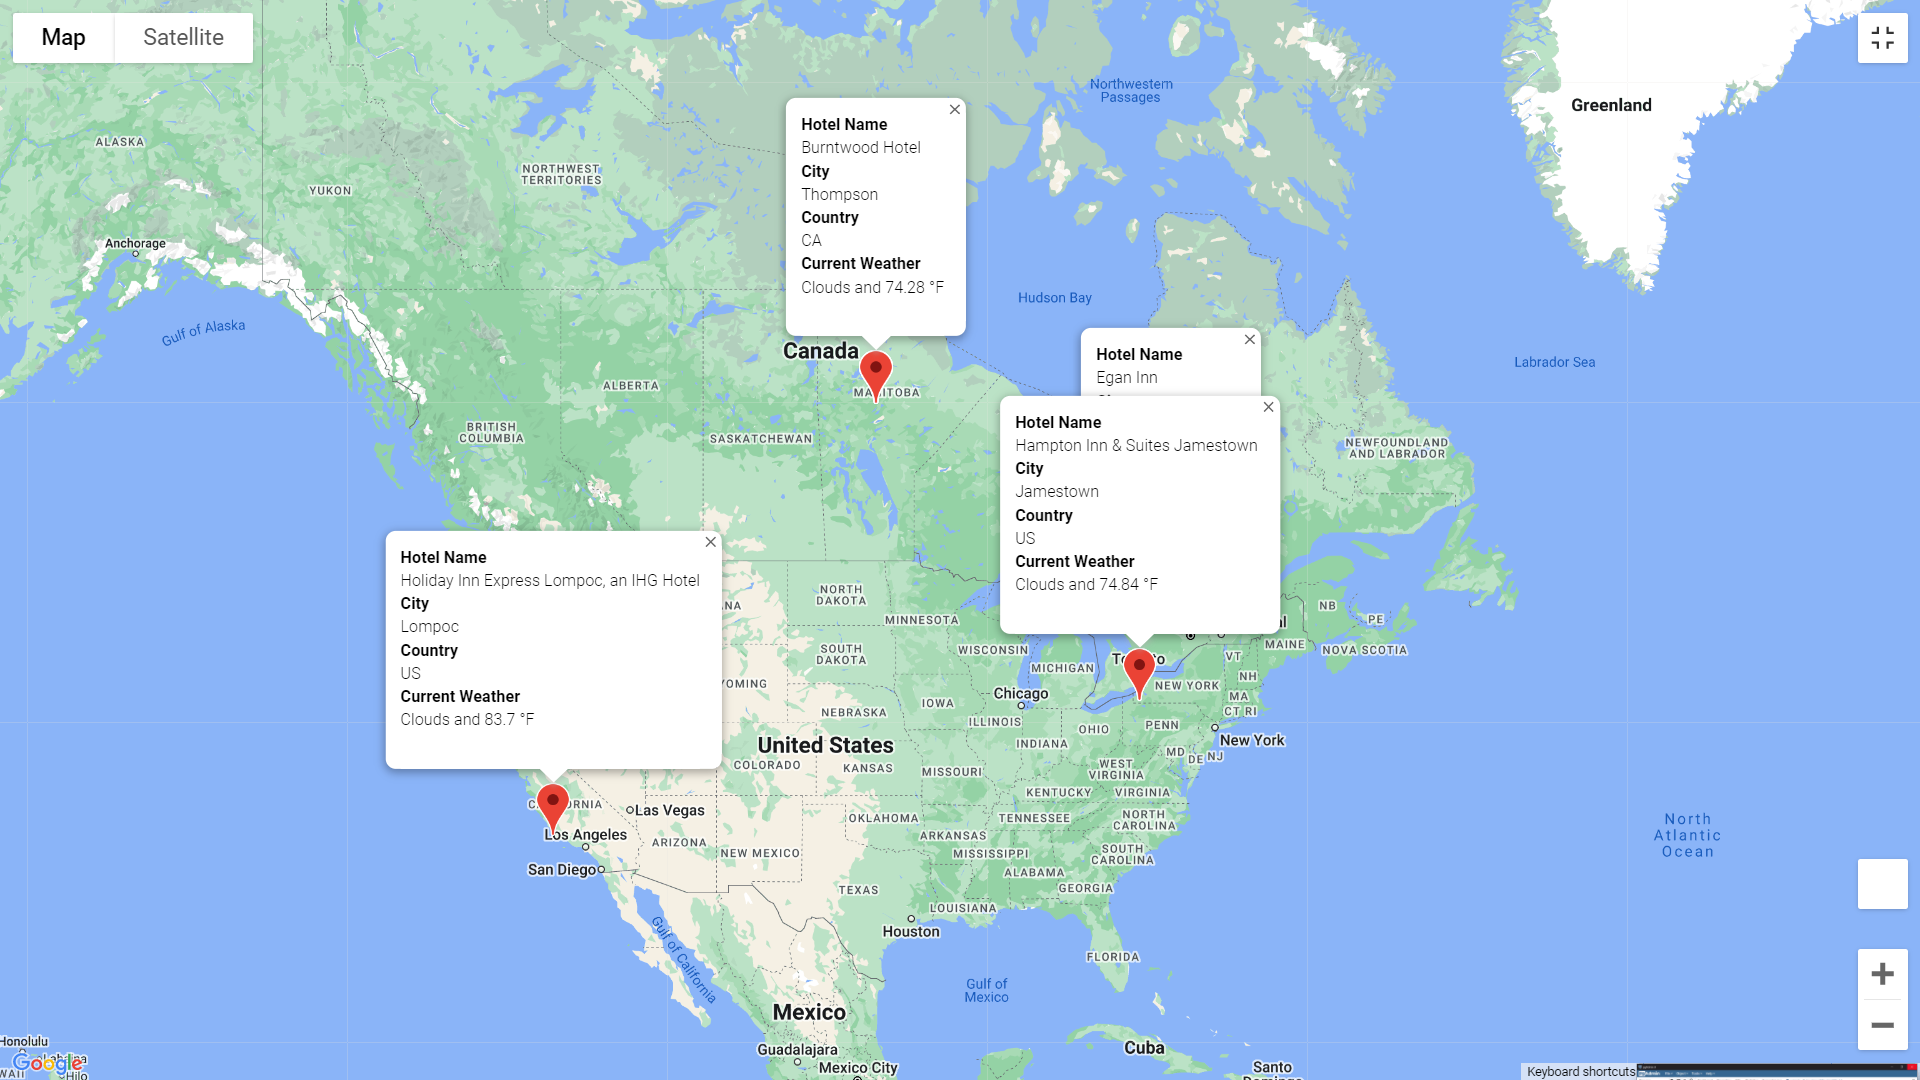 Map
Satellite
Northwestern
Passages
Greenland
ALASKA
Hotel Name
Burntwood Hotel
City
Thompson
Country
CA
Current Weather
Clouds and 74.28 °F
NORTHWEST
TERRITORIES
YUKON
Anchorage
Gulf of Alaska
Hudson Bay
Canada
Hotel Name
Egan Inn
Labrador Sea
ALBERTA
MANITOBA
BRITISH
COLUMBIA
SASKATCHEWAN
NEWFOUNDLAND
AND LABRADOR
Hotel Name
Hampton Inn & Suites Jamestown
City
Jamestown
Country
US
Current Weather
Clouds and 74.84 °F
Hotel Name
Holiday Inn Express Lompoc, an IHG Hotel
City
Lompoc
Country
US
Current Weather
Clouds and 83.7 °F
NORTH
DAKOTA
MINNESOTA
NB
PE
MAINE
NOVA SCOTIA
SOUTH
DAKOTA
WISCONSIN
MICHIGAN
VT
NH
NEW YORK
MA
CT RI
Chicago
IOWA
NEBRASKA
ILLINOIS
INDIANA
OHIO
PENN
New York
United States
MD
DE
NJ
COLORADO
KANSAS
MISSOURI
WEST
VIRGINIA
KENTUCKY
VIRGINIA
Las Vegas
OKLAHOMA
TENNESSEE
NORTH
CAROLINA
Los Angeles
ARIZONA
NEW MEXICO
ARKANSAS
MISSISSIPPI
SOUTH
CAROLINA
San Diego
ALABAMA
TEXAS
GEORGIA
LOUISIANA
Houston
North
Atlantic
Ocean
Gulf of California
FLORIDA
Gulf of
Mexico
Mexico
Guadalajara
Mexico City
Cuba
Santo
Honolulu
Hilo
Google
Keyboard shortcuts